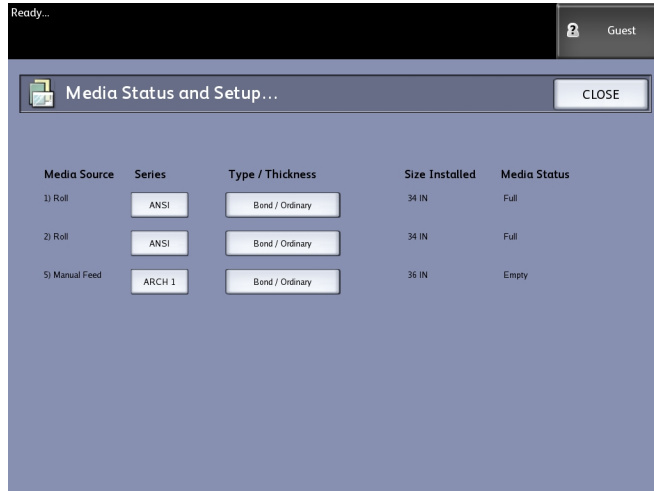 Ready...
Guest
Media Status and Setup...
CLOSE
Media Source Series Type / Thickness Size Installed Media Status
1) Roll ANSI Bond / Ordinary 34 IN Full
2) Roll ANSI Bond / Ordinary 34 IN Full
5) Manual Feed ARCH 1 Bond / Ordinary 36 IN Empty